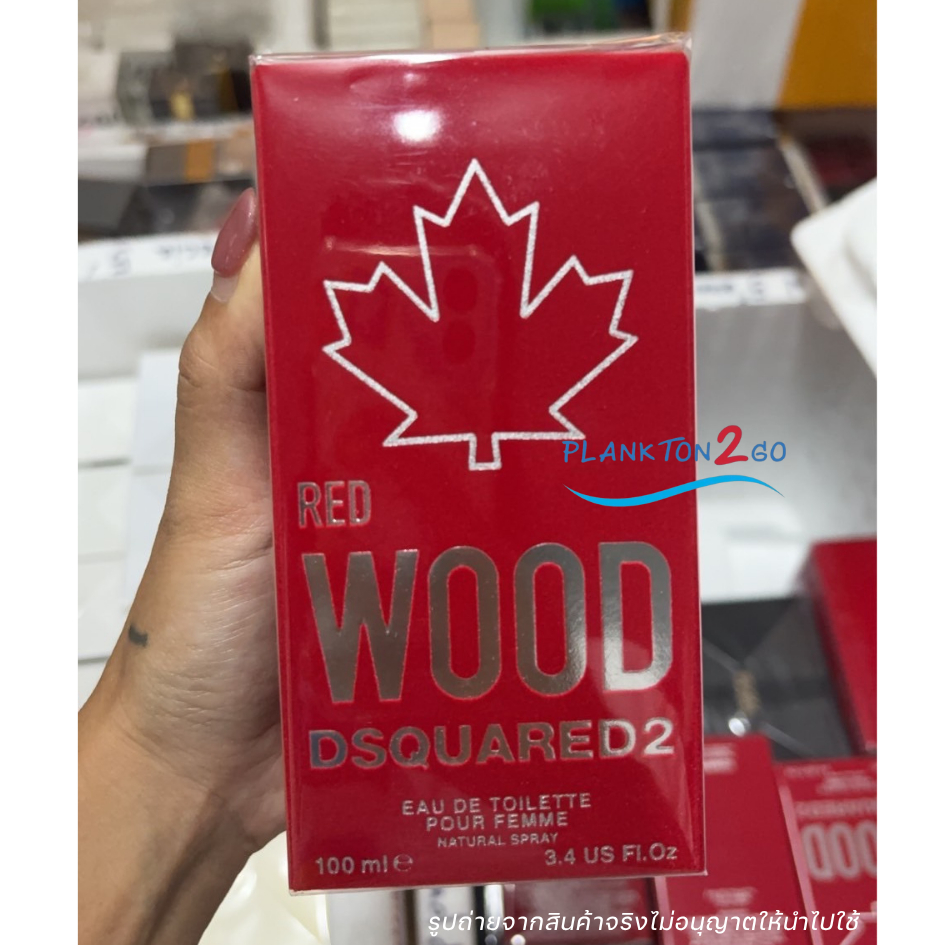 PLANKTON2GO
RED
WOOD
DSQUARED2
EAU DE TOILETTE
POUR FEMME
NATURAL SPRAY
100 ml ℮ 3.4 US Fl.Oz
รูปถ่ายจากสินค้าจริงไม่อนุญาตให้นำไปใช้